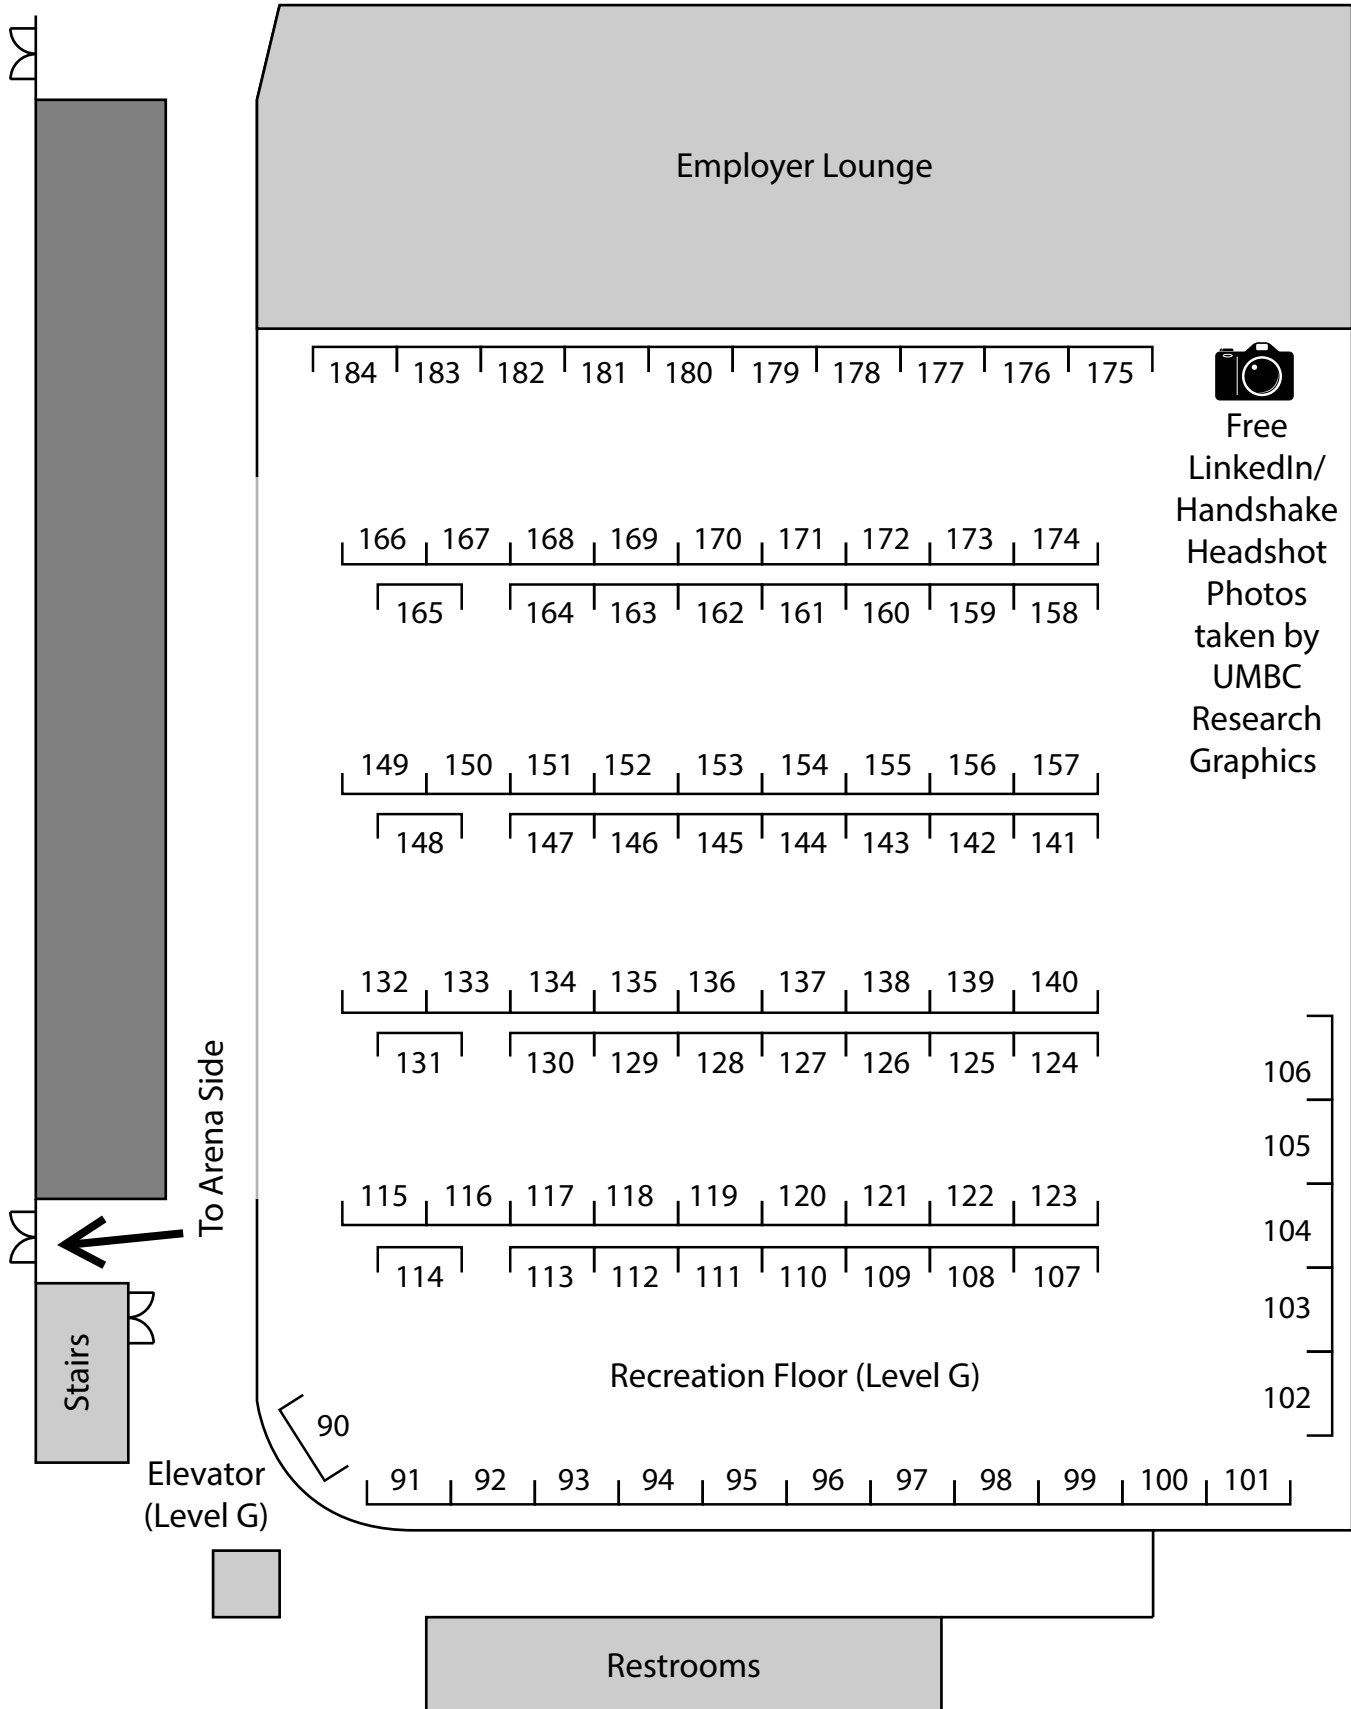 Employer Lounge
184 183 182 181 180 179 178 177 176 175
Free
LinkedIn/
Handshake
Headshot
Photos
taken by
UMBC
Research
Graphics
166 167 168 169 170 171 172 173 174
165 164 163 162 161 160 159 158
149 150 151 152 153 154 155 156 157
148 147 146 145 144 143 142 141
132 133 134 135 136 137 138 139 140
131 130 129 128 127 126 125 124
106
105
104
103
102
To Arena Side
115 116 117 118 119 120 121 122 123
114 113 112 111 110 109 108 107
Stairs
Recreation Floor (Level G)
90
91 92 93 94 95 96 97 98 99 100 101
Elevator
(Level G)
Restrooms